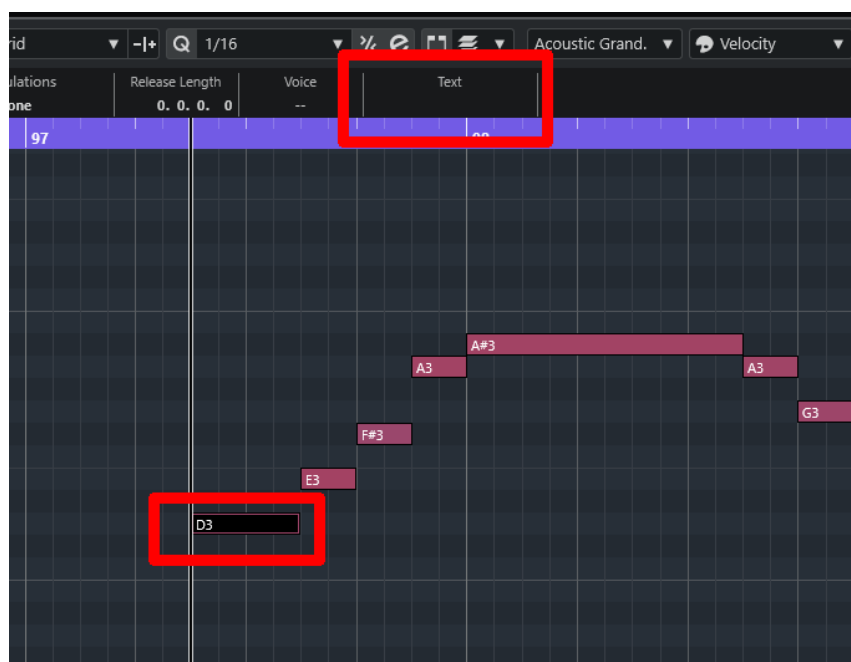 rid 1/16 Acoustic Grand. Velocity
ulations Release Length Voice Text
one 0. 0. 0. 0 --
97
A#3
A3 A3
G3
F#3
E3
D3